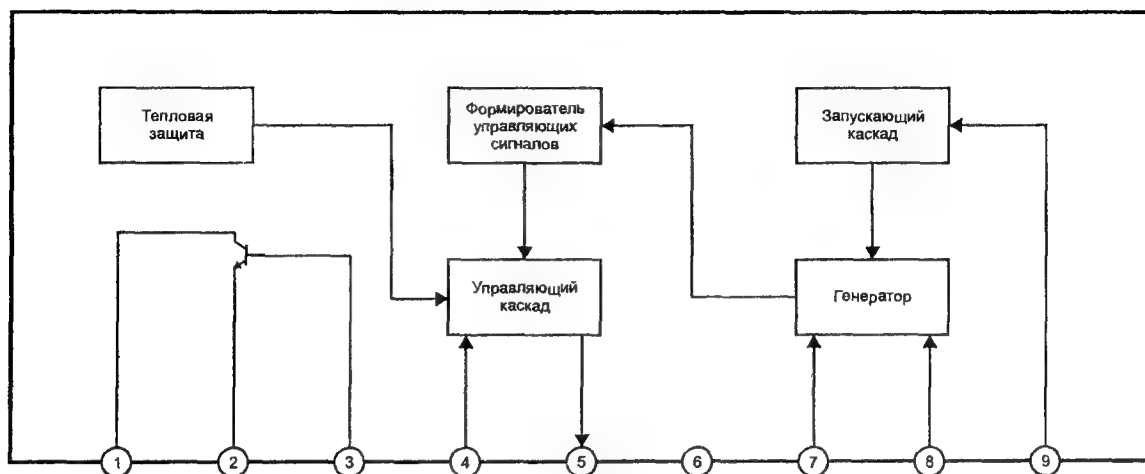 Тепловая
защита
Формирователь
управляющих
сигналов
Запускающий
каскад
Управляющий
каскад
Генератор
1 2 3 4 5 6 7 8 9